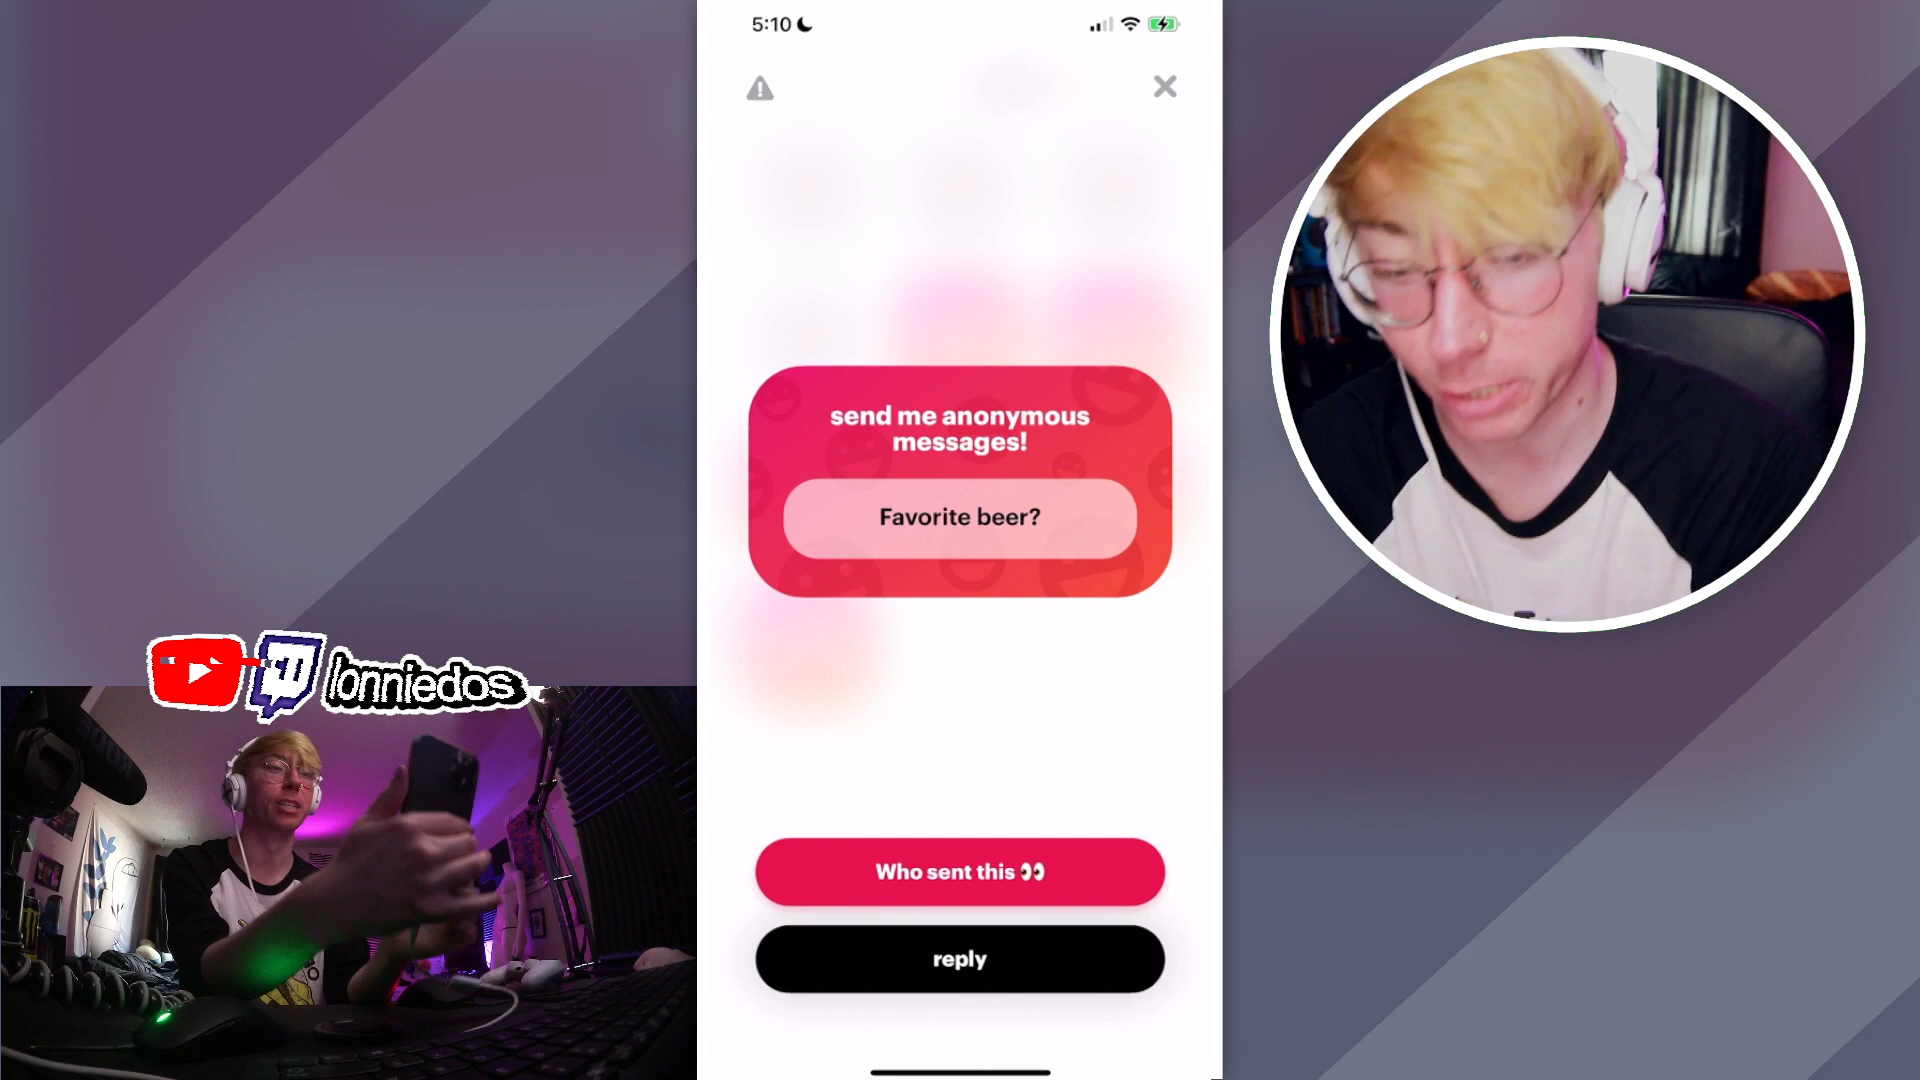 5:10
send me anonymous
messages!
Favorite beer?
Who sent this 👀
reply
lonniedos